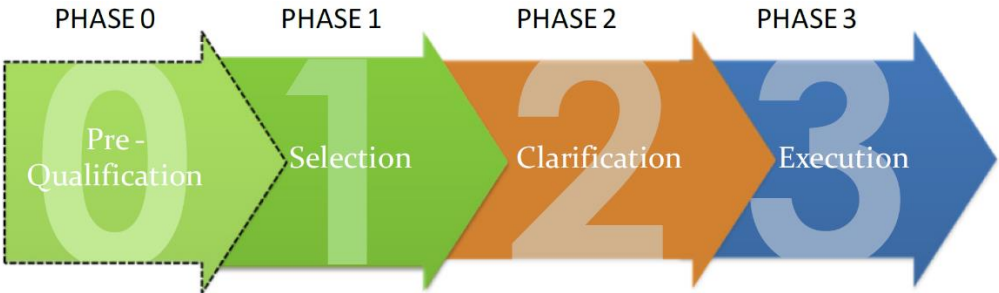 PHASE 0
PHASE 1
PHASE 2
PHASE 3
0
Pre -
Qualification
1
Selection
2
Clarification
3
Execution